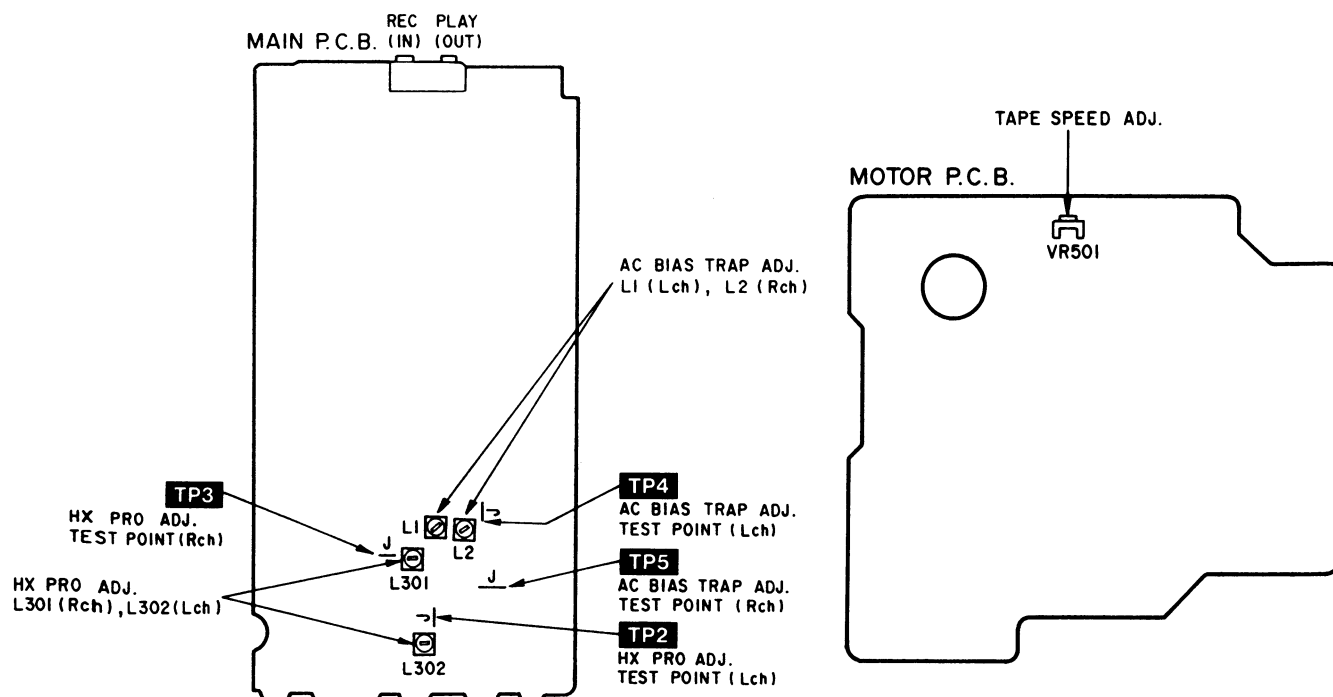 REC PLAY
MAIN P.C.B. (IN) (OUT)
TAPE SPEED ADJ.
MOTOR P.C.B.
VR501
AC BIAS TRAP ADJ.
L1 (Lch), L2 (Rch)
TP3
HX PRO ADJ.
TEST POINT (Rch)
HX PRO ADJ.
L301 (Rch), L302 (Lch)
L1
L2
J
J
L301
J
J
L302
TP4
AC BIAS TRAP ADJ.
TEST POINT (Lch)
TP5
AC BIAS TRAP ADJ.
TEST POINT (Rch)
TP2
HX PRO ADJ.
TEST POINT (Lch)